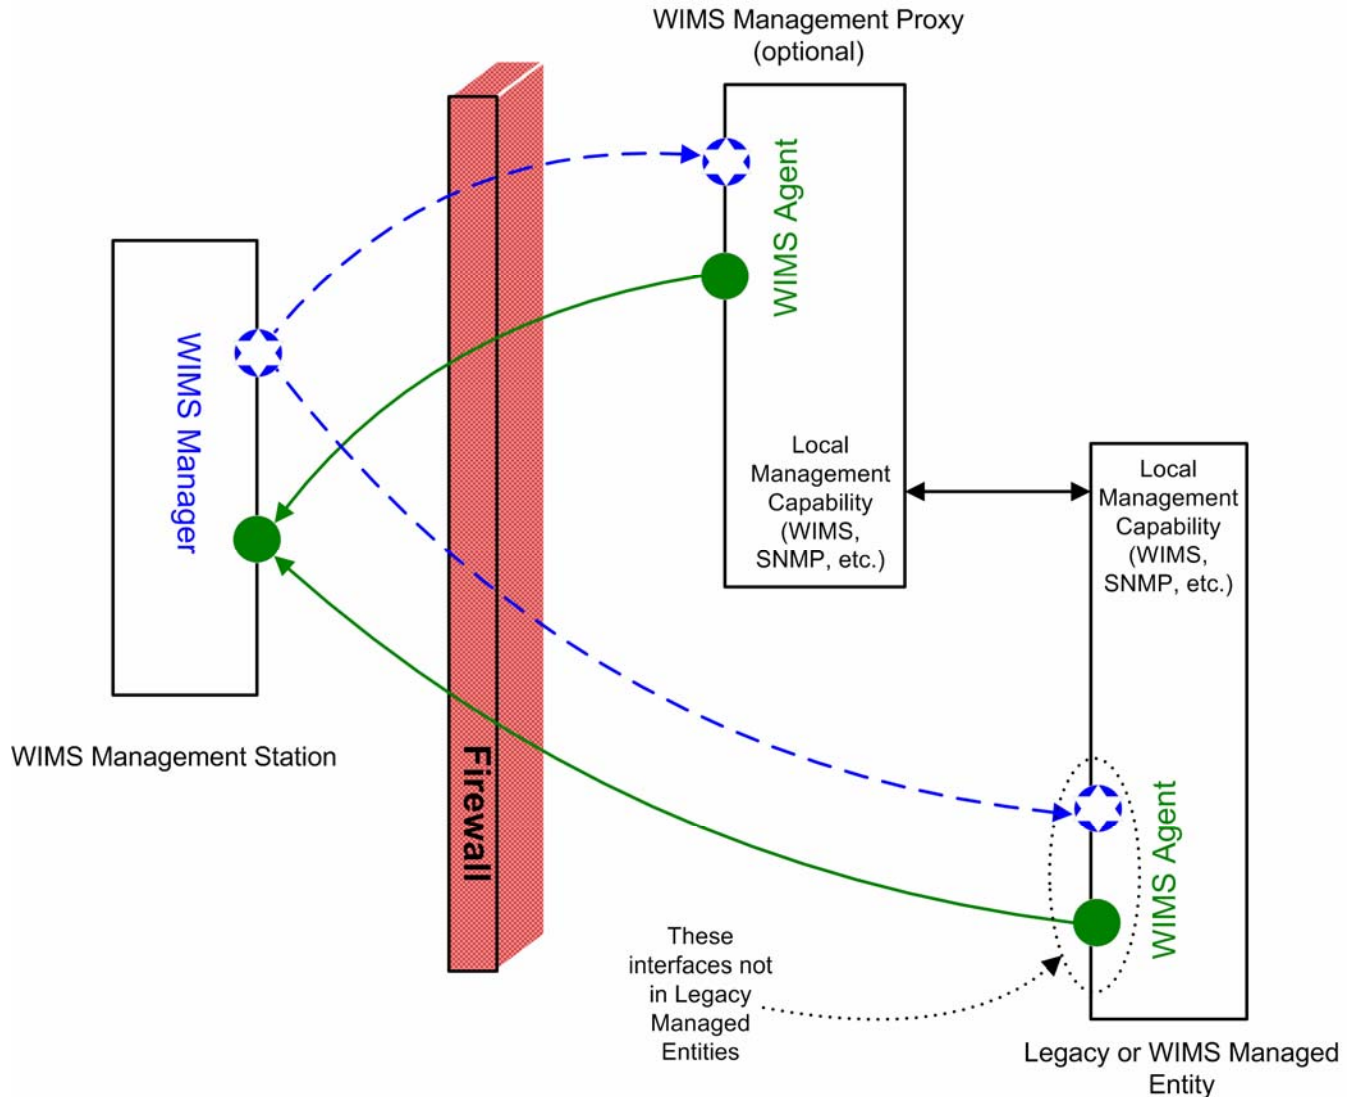 WIMS Management Proxy
(optional)
WIMS Agent
WIMS Manager
Local
Management
Capability
(WIMS,
SNMP, etc.)
Local
Management
Capability
(WIMS,
SNMP, etc.)
WIMS Management Station
Firewall
WIMS Agent
These
interfaces not
in Legacy
Managed
Entities
Legacy or WIMS Managed
Entity